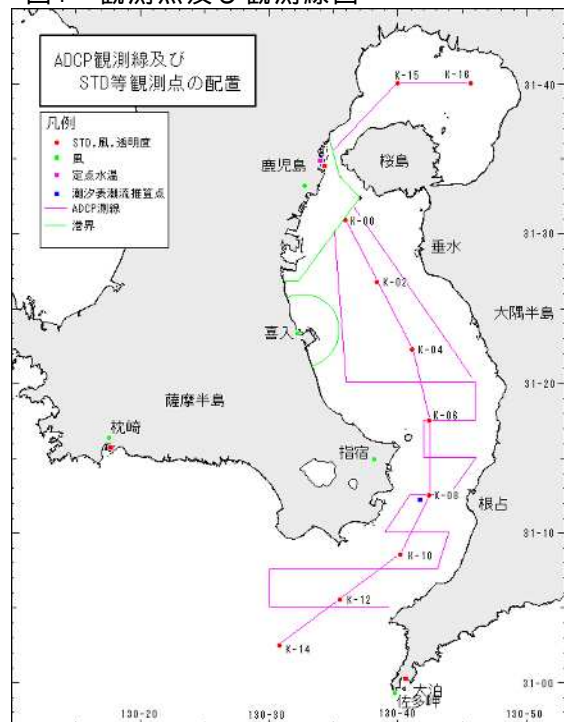 図1 観測点及び観測線図
ADCP観測線及び
STD等観測点の配置
凡例
STD,風,透明度
風
定点水温
潮汐表潮流推算点
ADCP測線
港界
K-15
K-16
31-40
鹿児島
桜島
K-00
31-30
垂水
K-02
大隅半島
喜入
K-04
31-20
薩摩半島
K-06
枕崎
指宿
K-08
根占
31-10
K-10
K-12
K-14
31-00
大泊
佐多岬
130-20
130-30
130-40
130-50